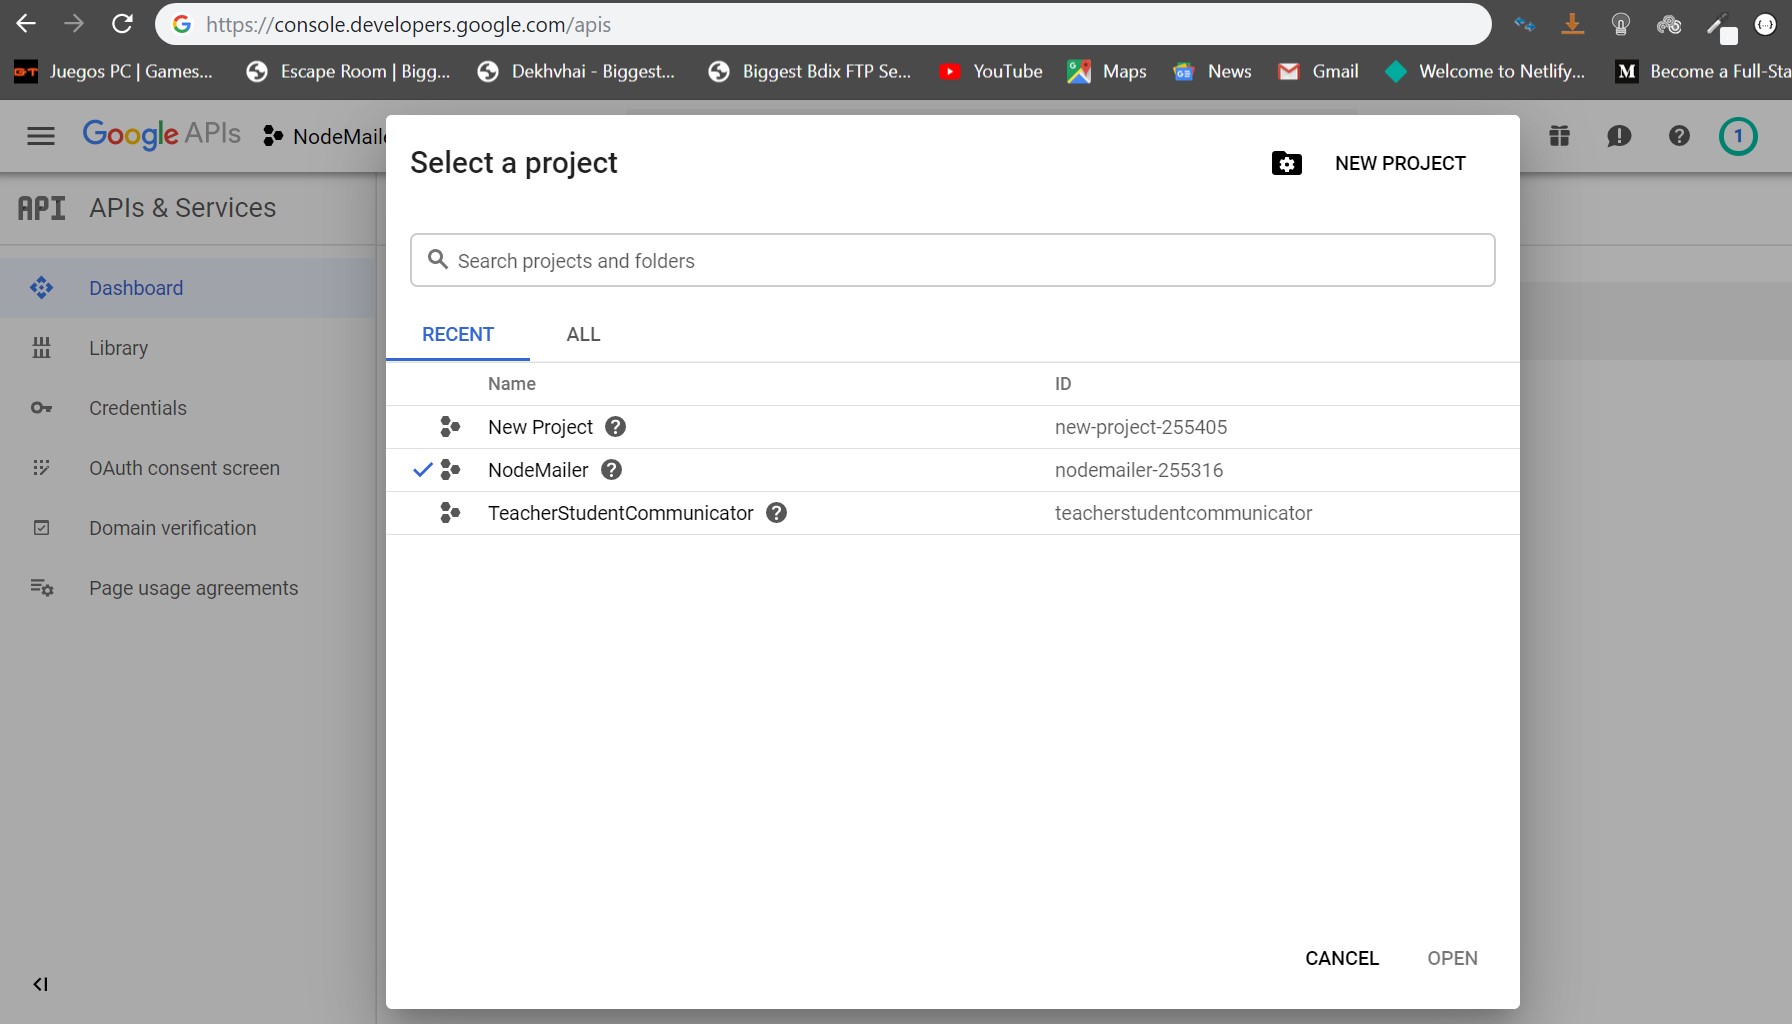 https://console.developers.google.com/apis
Juegos PC | Games... Escape Room | Bigg... Dekhvhai - Biggest... Biggest Bdix FTP Se... YouTube Maps News Gmail Welcome to Netlify... M Become a Full-Sta
Google APIs NodeMaile 1
API APIs & Services
Dashboard
Library
Credentials
OAuth consent screen
Domain verification
Page usage agreements
Select a project NEW PROJECT
Search projects and folders
RECENT ALL
Name ID
New Project new-project-255405
NodeMailer nodemailer-255316
TeacherStudentCommunicator teacherstudentcommunicator
CANCEL OPEN